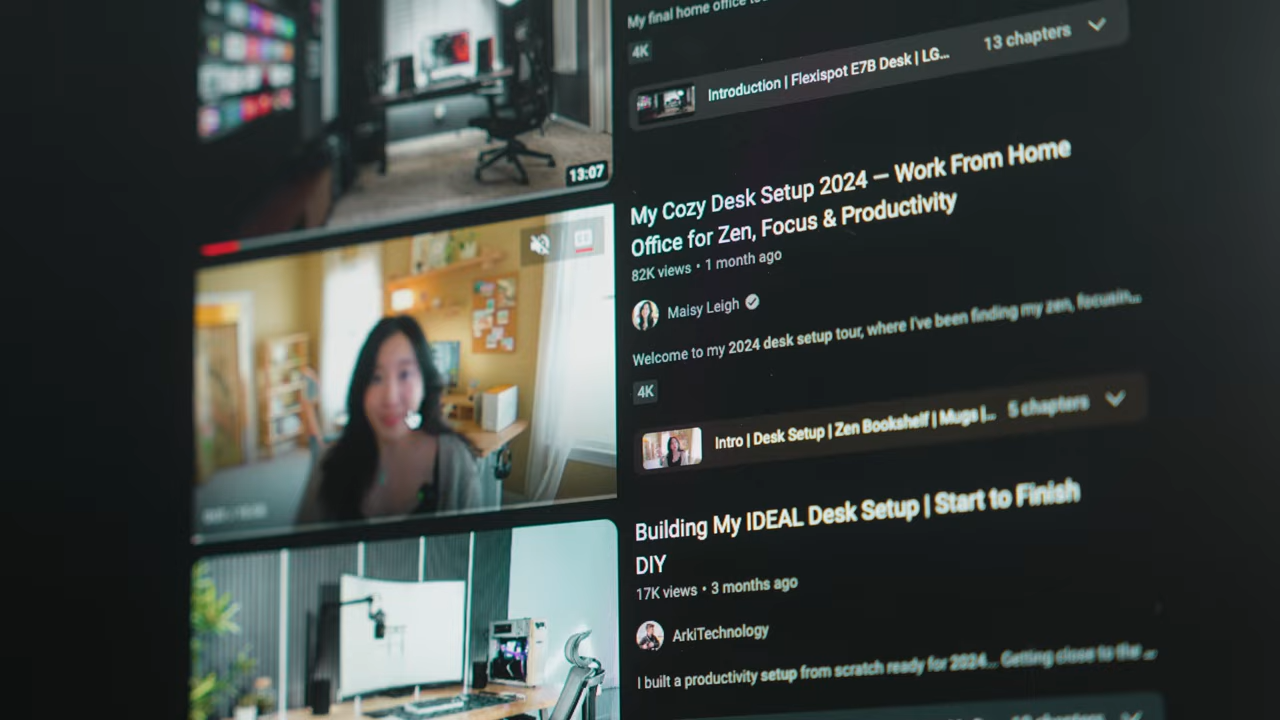 My final home office
4K
Introduction | Flexispot E7B Desk | LG...
13 chapters
13:07
My Cozy Desk Setup 2024 – Work From Home
Office for Zen, Focus & Productivity
82K views • 1 month ago
Maisy Leigh
Welcome to my 2024 desk setup tour, where I've been finding my zen, focusin...
4K
Intro | Desk Setup | Zen Bookshelf | Mugs |...
5 chapters
Building My IDEAL Desk Setup | Start to Finish
DIY
17K views • 3 months ago
ArkiTechnology
I built a productivity setup from scratch ready for 2024... Getting close to the ...